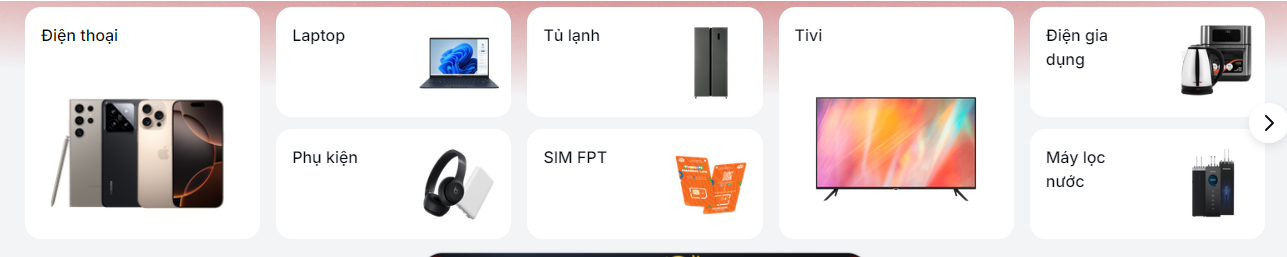 Điện thoại
Laptop
Phụ kiện
Tủ lạnh
SIM FPT
Tivi
Điện gia
dụng
Máy lọc
nước